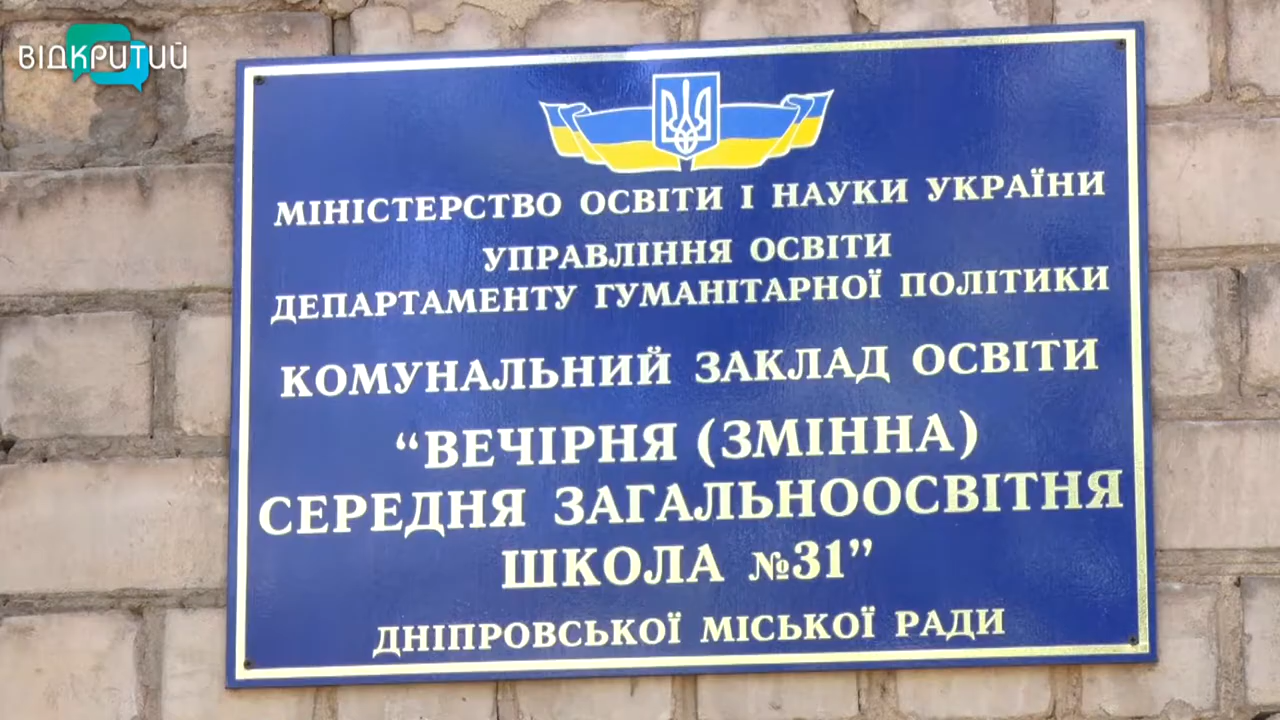 ВІДКРИТИЙ
МІНІСТЕРСТВО ОСВІТИ І НАУКИ УКРАЇНИ
УПРАВЛІННЯ ОСВІТИ
ДЕПАРТАМЕНТУ ГУМАНІТАРНОЇ ПОЛІТИКИ
КОМУНАЛЬНИЙ ЗАКЛАД ОСВІТИ
“ВЕЧІРНЯ (ЗМІННА)
СЕРЕДНЯ ЗАГАЛЬНООСВІТНЯ
ШКОЛА №31”
ДНІПРОВСЬКОЇ МІСЬКОЇ РАДИ